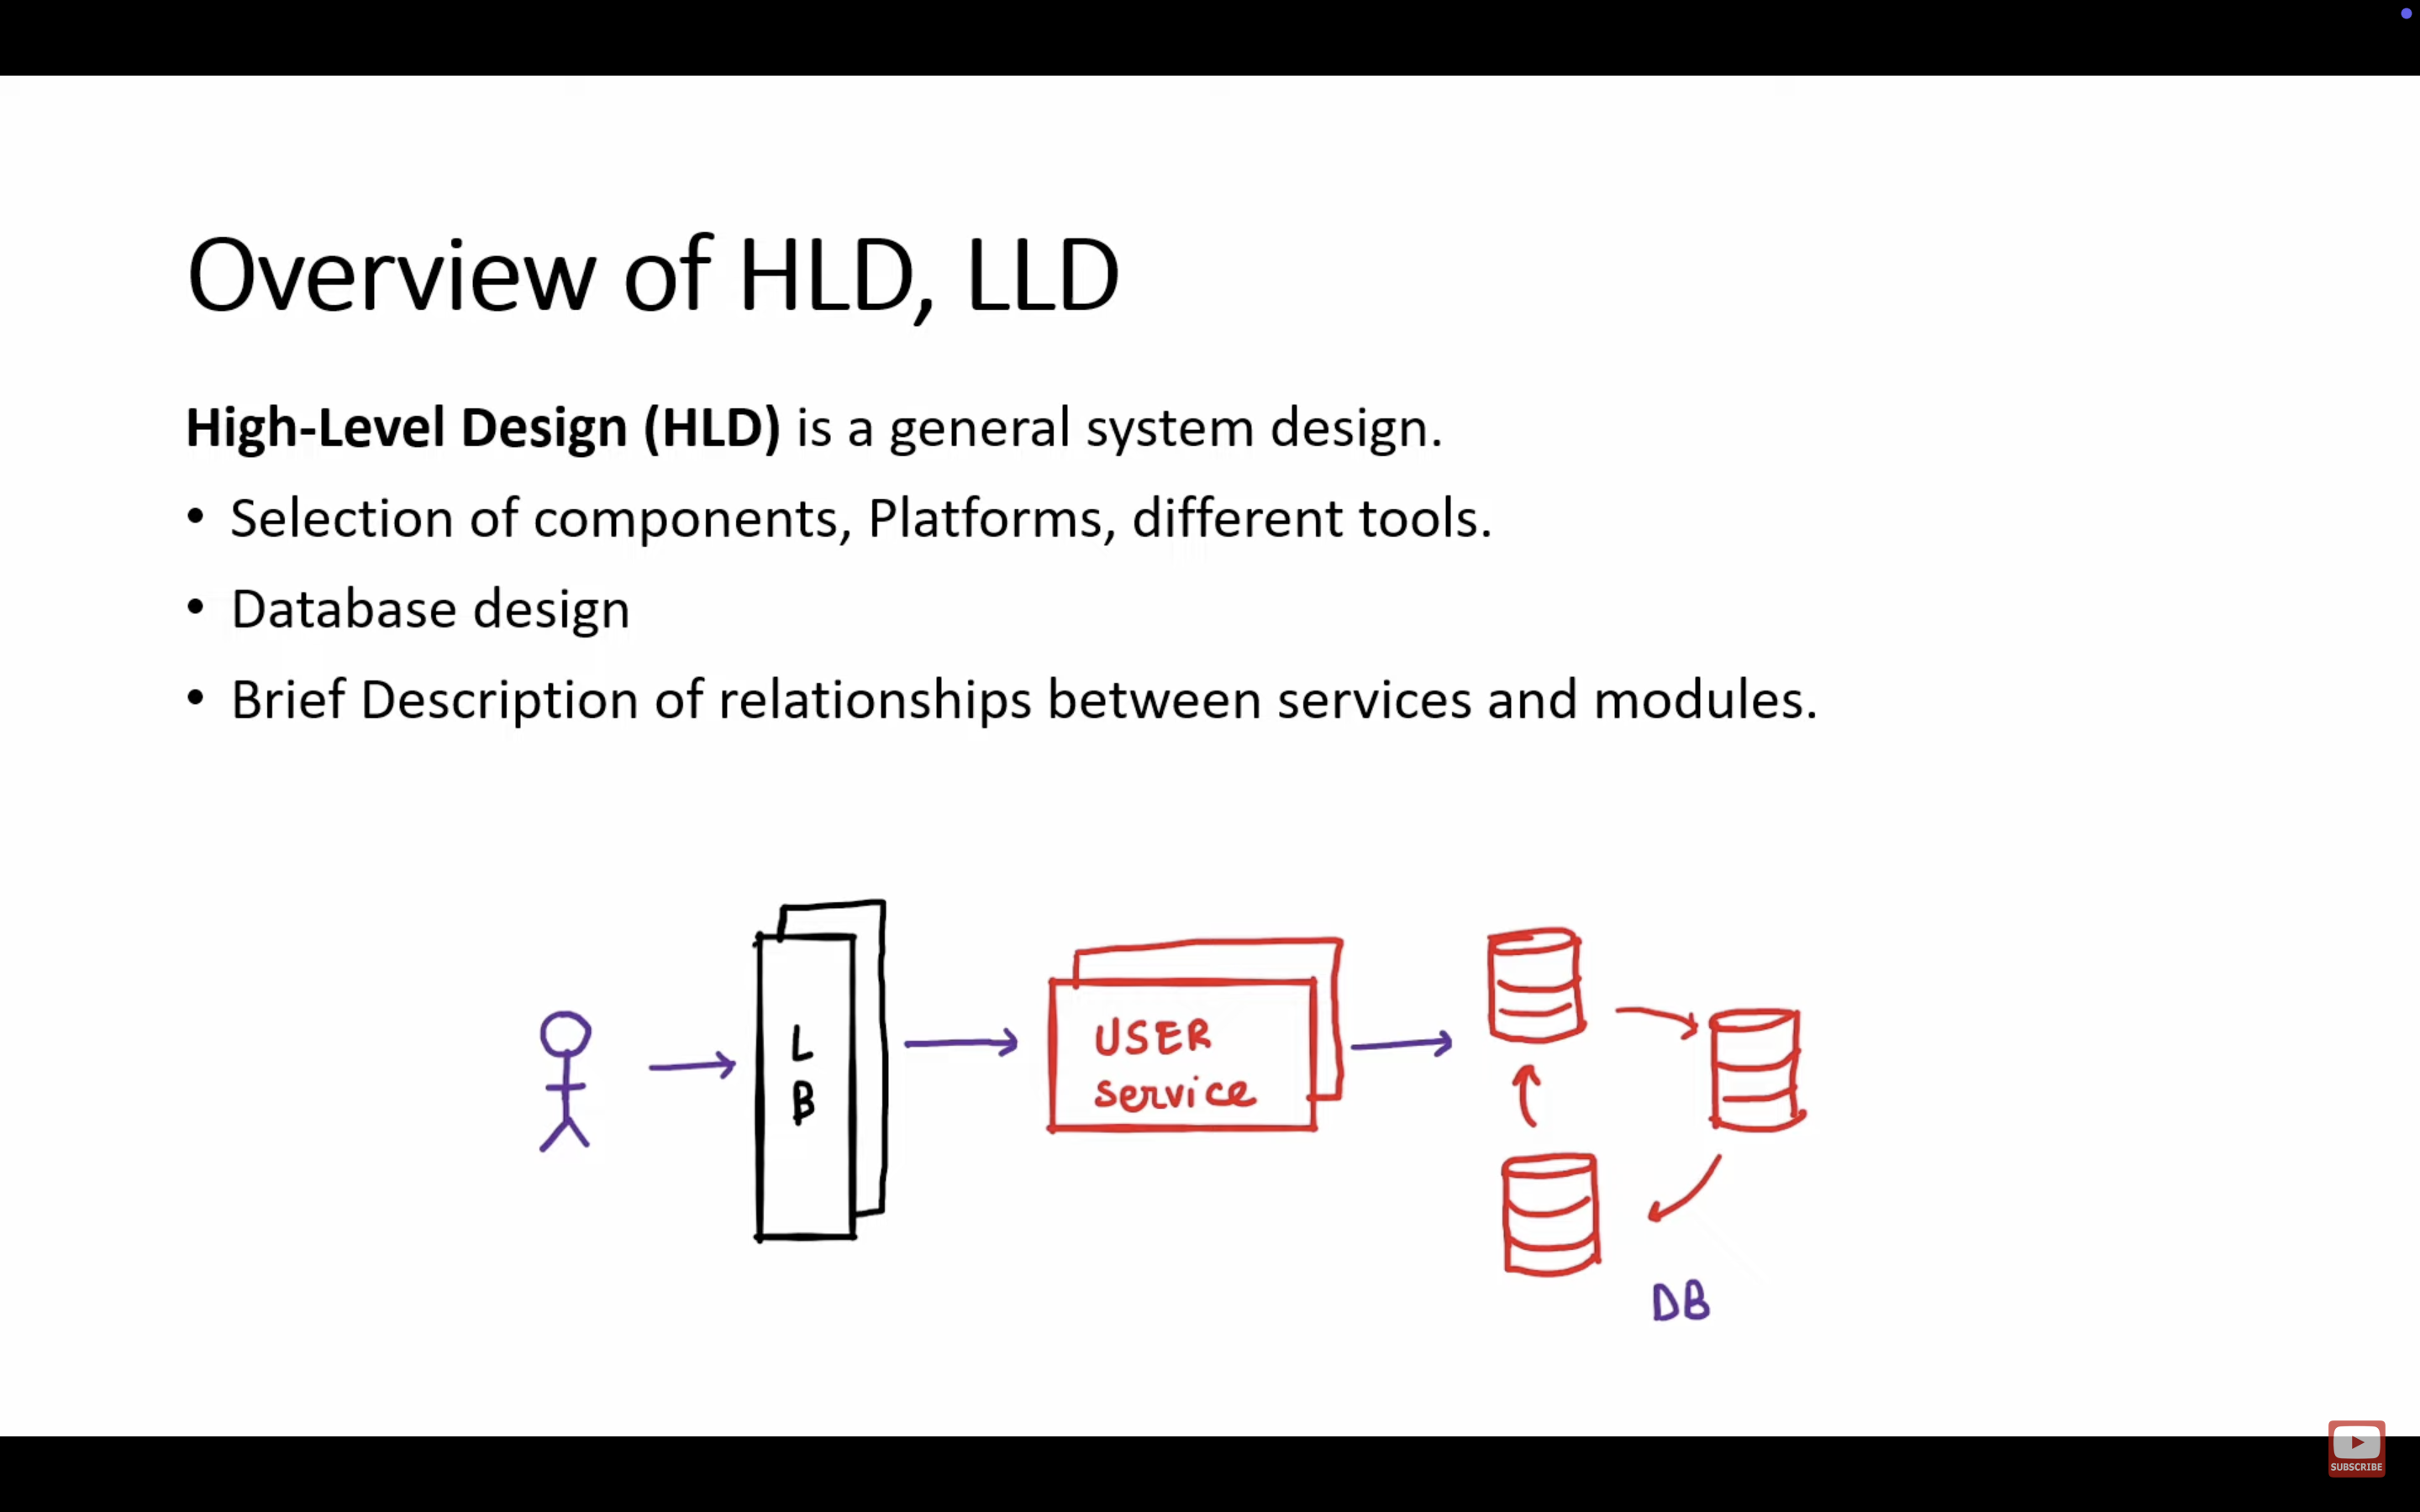 Overview of HLD, LLD
High-Level Design (HLD) is a general system design.
• Selection of components, Platforms, different tools.
• Database design
• Brief Description of relationships between services and modules.
L
B
USER
service
DB
SUBSCRIBE